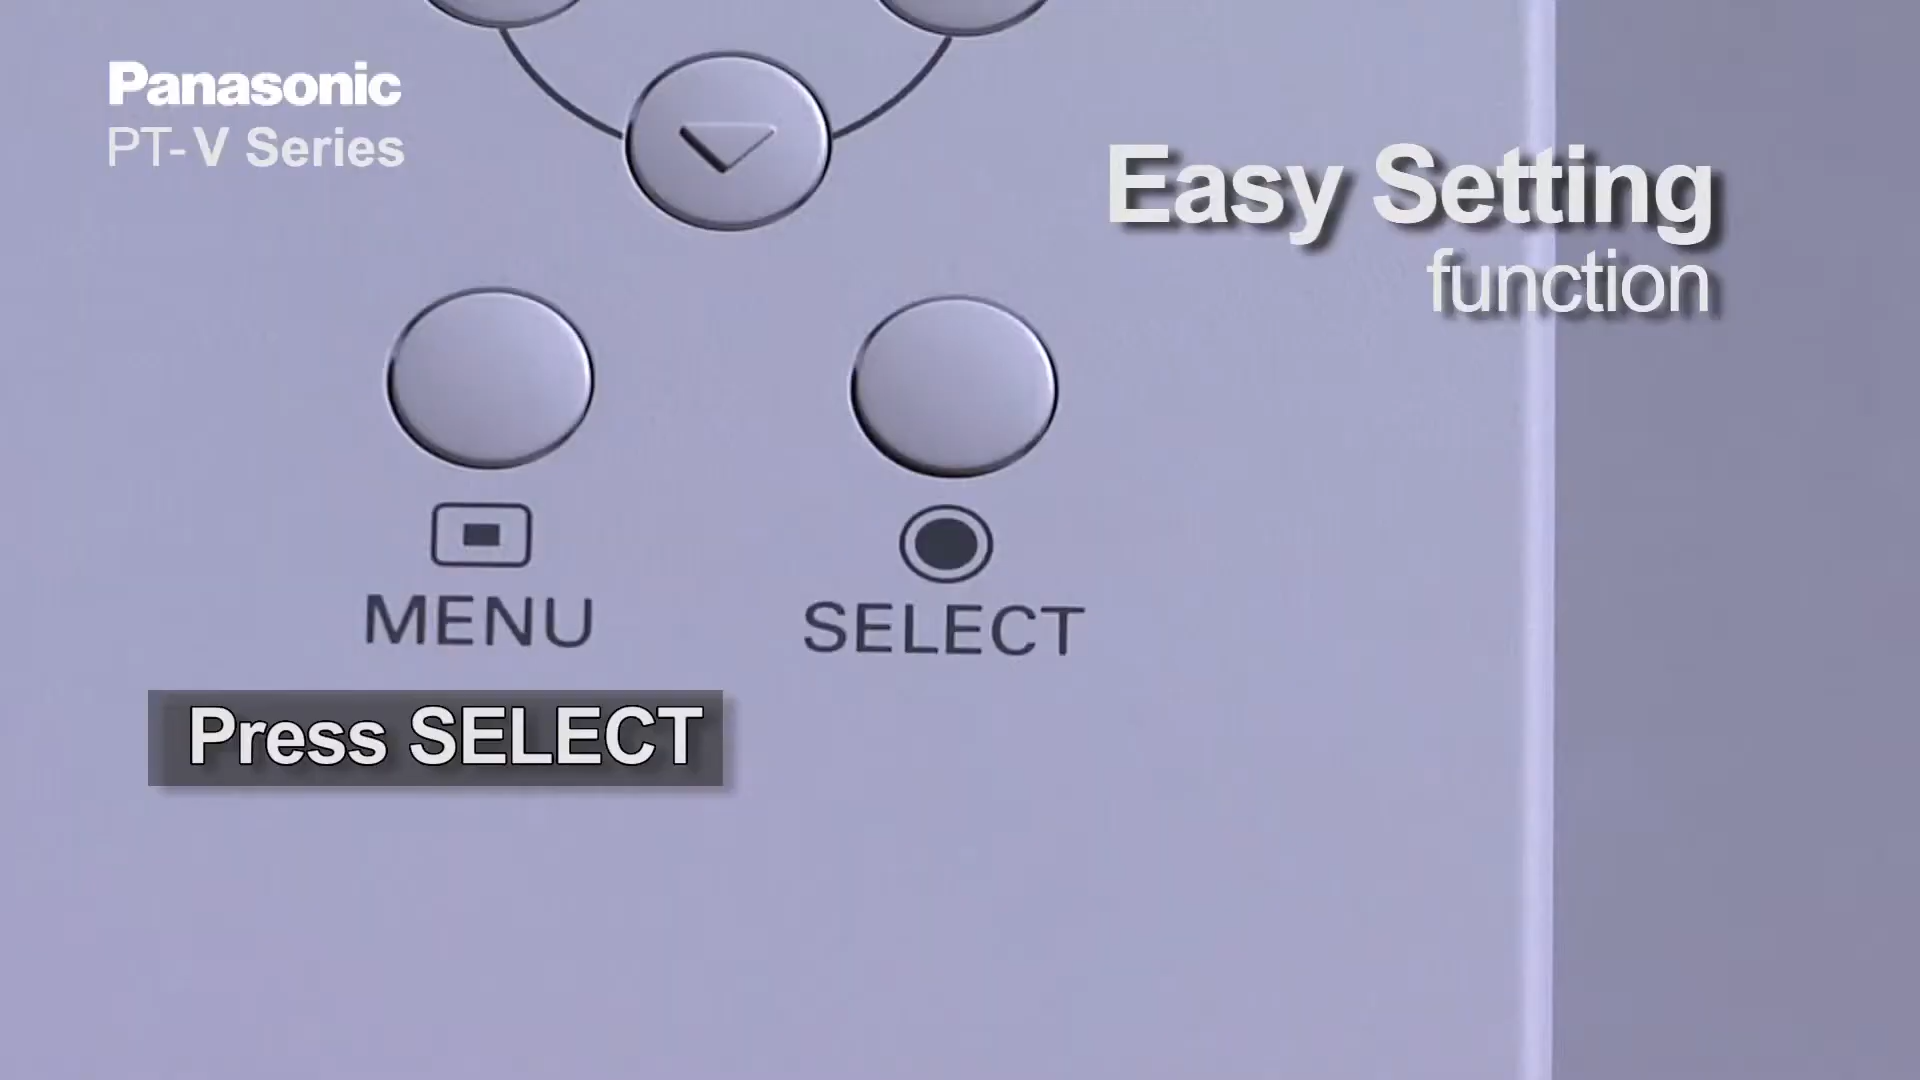 Panasonic
PT-V Series
Easy Setting
function
MENU
SELECT
Press SELECT